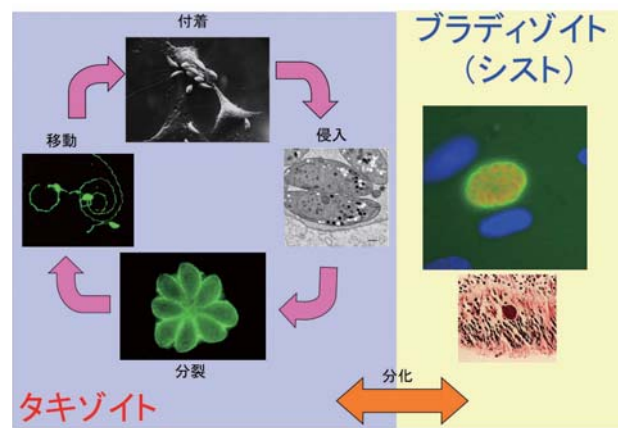 付着
ブラディゾイト
(シスト)
移動
侵入
分裂
分化
タキゾイト